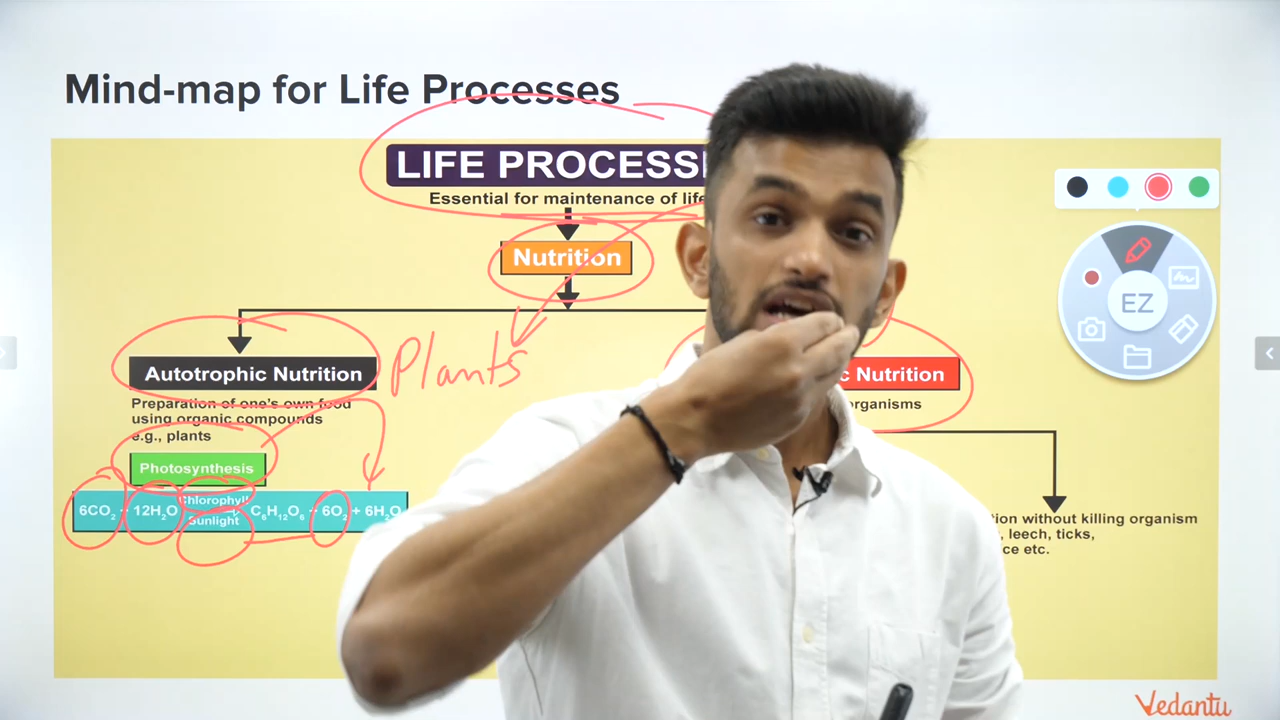 Mind-map for Life Processes
LIFE PROCESS
Essential for maintenance of life
Nutrition
Autotrophic Nutrition
Plants
c Nutrition
Preparation of one's own food
using organic compounds
e.g., plants
organisms
Photosynthesis
6CO₂ + 12H₂O Chlorophyll Sunlight C₆H₁₂O₆ + 6O₂ + 6H₂O
tion without killing organism
, leech, ticks,
ce etc.
EZ
Vedantu